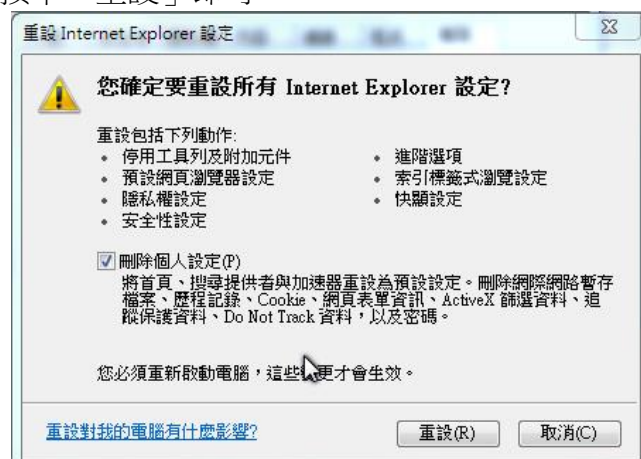 重設 Internet Explorer 設定
您確定要重設所有 Internet Explorer 設定?
重設包括下列動作:
• 停用工具列及附加元件
• 預設網頁瀏覽器設定
• 隱私權設定
• 安全性設定
• 進階選項
• 索引標籤式瀏覽設定
• 快顯設定
刪除個人設定(P)
將首頁、搜尋提供者與加速器重設為預設設定。刪除網際網路暫存
檔案、歷程記錄、Cookie、網頁表單資訊、ActiveX 篩選資料、追
蹤保護資料、Do Not Track 資料,以及密碼。
您必須重新啟動電腦,這些更才會生效。
重設對我的電腦有什麼影響?
重設(R)
取消(C)